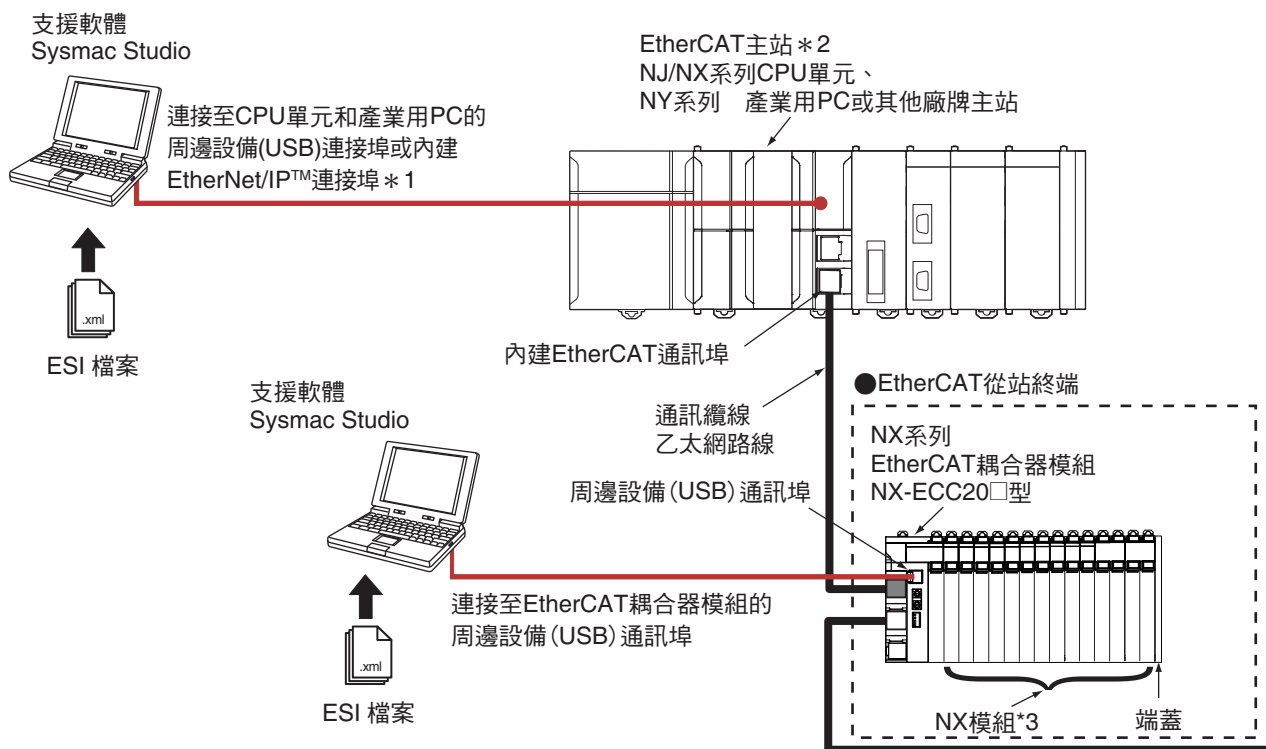 支援軟體
Sysmac Studio
連接至CPU單元和產業用PC的
周邊設備(USB)連接埠或內建
EtherNet/IP™連接埠＊1
.xml
ESI 檔案
EtherCAT主站＊2
NJ/NX系列CPU單元、
NY系列　產業用PC或其他廠牌主站
內建EtherCAT通訊埠
通訊纜線
乙太網路線
支援軟體
Sysmac Studio
連接至EtherCAT耦合器模組的
周邊設備（USB）通訊埠
.xml
ESI 檔案
●EtherCAT從站終端
NX系列
EtherCAT耦合器模組
NX-ECC20□型
周邊設備（USB）通訊埠
NX模組*3
端蓋